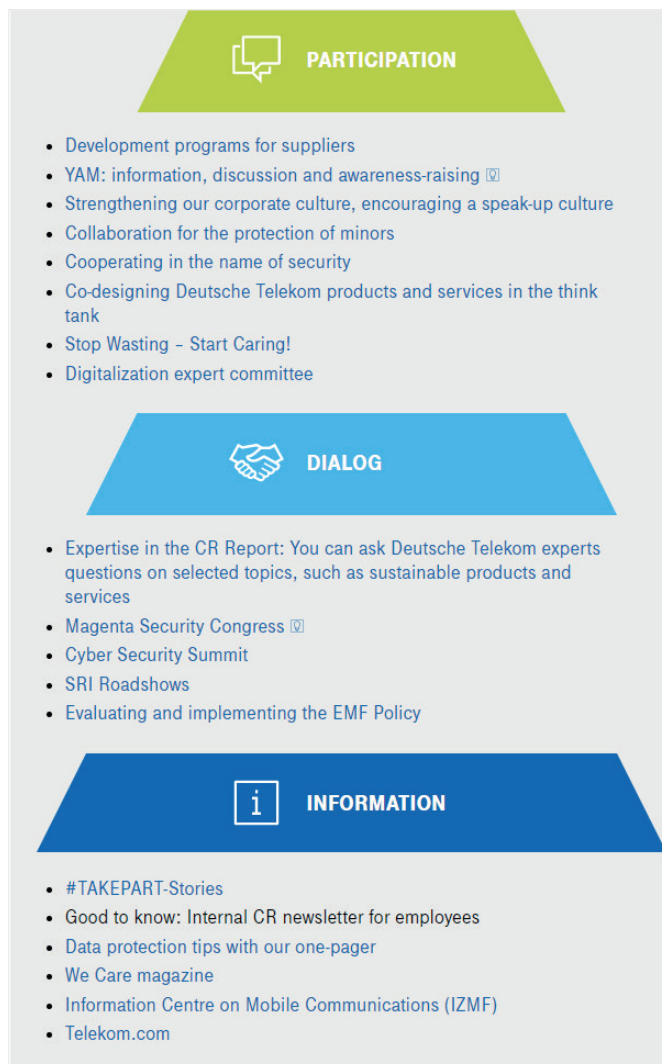 PARTICIPATION
• Development programs for suppliers
• YAM: information, discussion and awareness-raising
• Strengthening our corporate culture, encouraging a speak-up culture
• Collaboration for the protection of minors
• Cooperating in the name of security
• Co-designing Deutsche Telekom products and services in the think
tank
• Stop Wasting – Start Caring!
• Digitalization expert committee
DIALOG
• Expertise in the CR Report: You can ask Deutsche Telekom experts
questions on selected topics, such as sustainable products and
services
• Magenta Security Congress
• Cyber Security Summit
• SRI Roadshows
• Evaluating and implementing the EMF Policy
i INFORMATION
• #TAKEPART-Stories
• Good to know: Internal CR newsletter for employees
• Data protection tips with our one-pager
• We Care magazine
• Information Centre on Mobile Communications (IZMF)
• Telekom.com